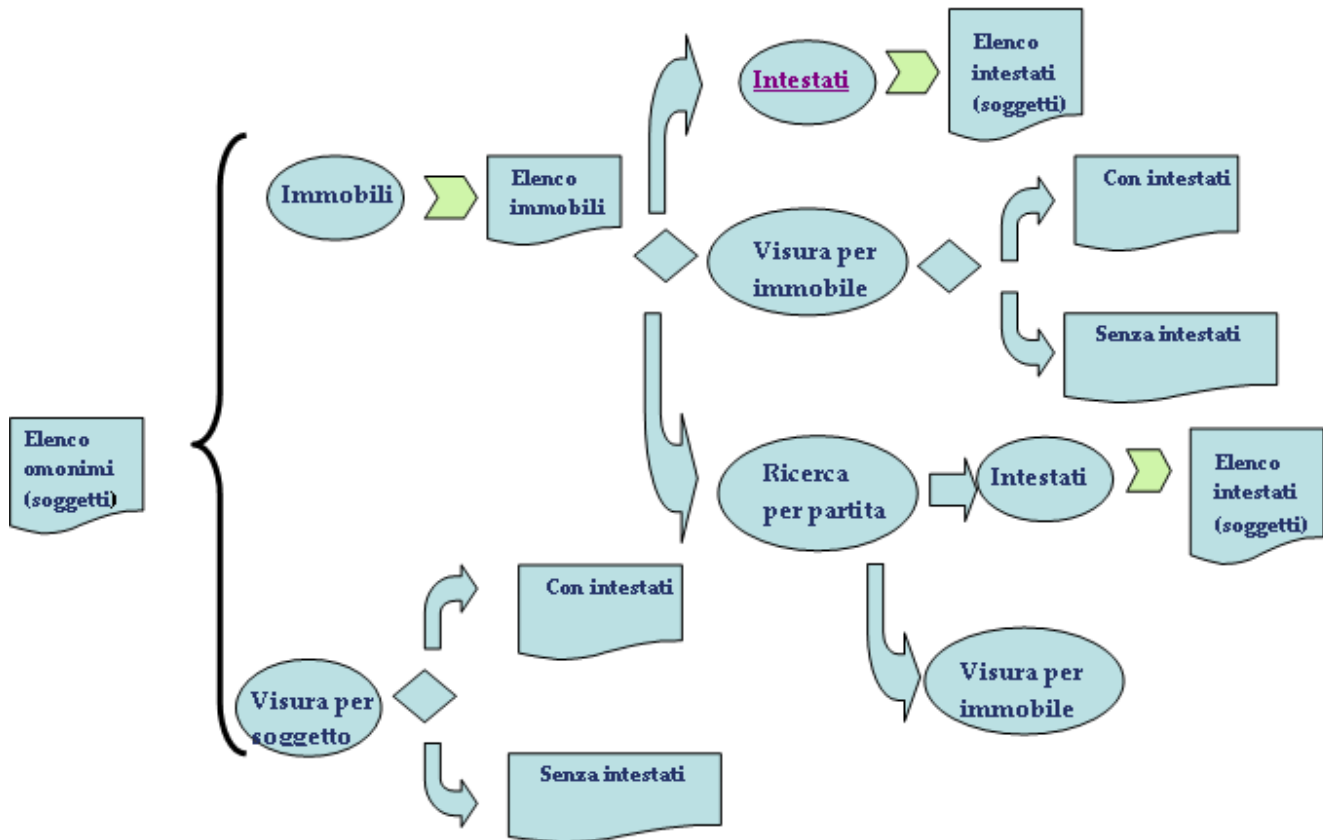 Elenco
intestati
(soggetti)
Intestati
Con intestati
Immobili
Elenco
immobili
Visura per
immobile
Senza intestati
Elenco
omonimi
(soggetti)
Ricerca
per partita
Intestati
Elenco
intestati
(soggetti)
Con intestati
Visura per
soggetto
Visura per
immobile
Senza intestati